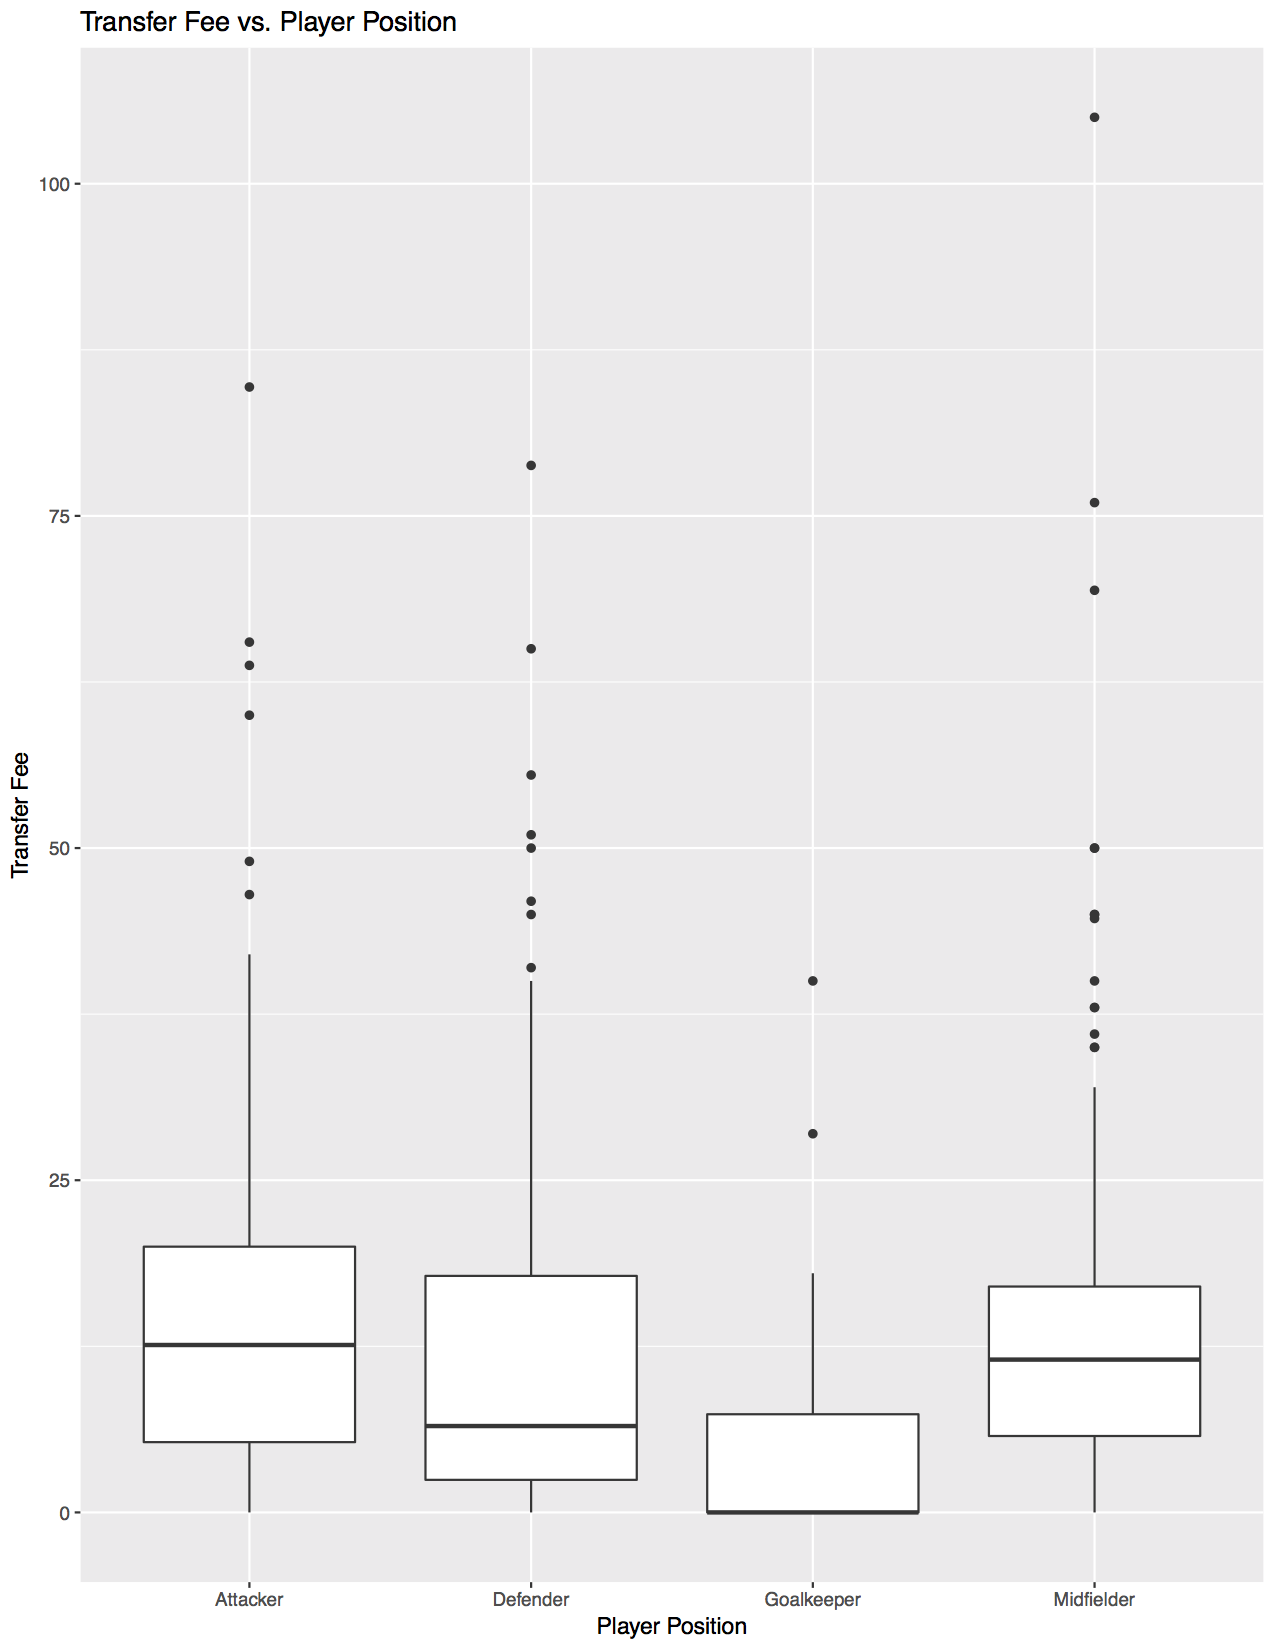 Transfer Fee vs. Player Position
Transfer Fee
100
75
50
25
0
Attacker Defender Goalkeeper Midfielder
Player Position